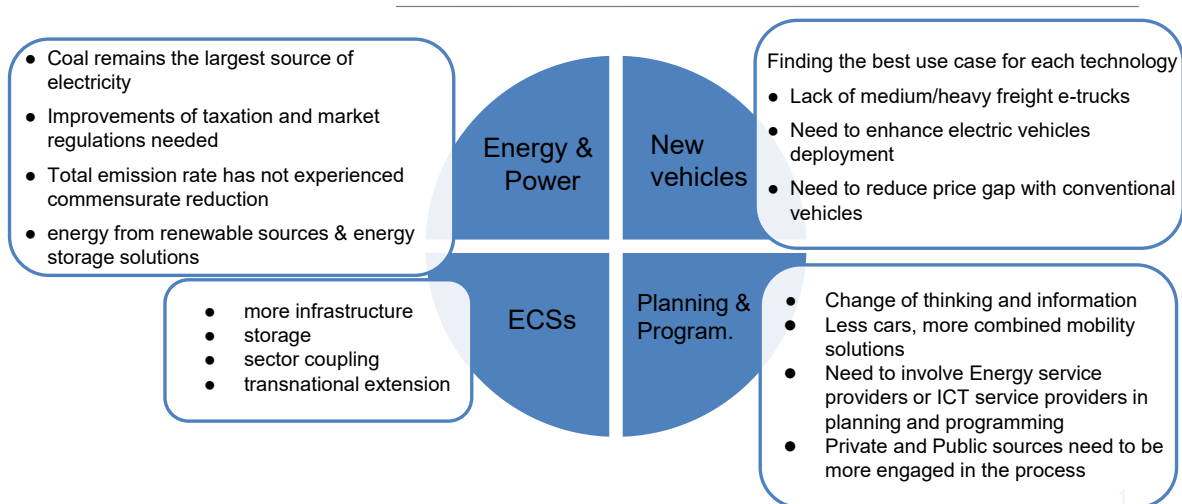 ● Coal remains the largest source of
electricity
● Improvements of taxation and market
regulations needed
● Total emission rate has not experienced
commensurate reduction
● energy from renewable sources & energy
storage solutions
Energy &
Power
New
vehicles
Finding the best use case for each technology
● Lack of medium/heavy freight e-trucks
● Need to enhance electric vehicles
deployment
● Need to reduce price gap with conventional
vehicles
● more infrastructure
● storage
● sector coupling
● transnational extension
ECSs
Planning &
Program.
● Change of thinking and information
● Less cars, more combined mobility
solutions
● Need to involve Energy service
providers or ICT service providers in
planning and programming
● Private and Public sources need to be
more engaged in the process
1